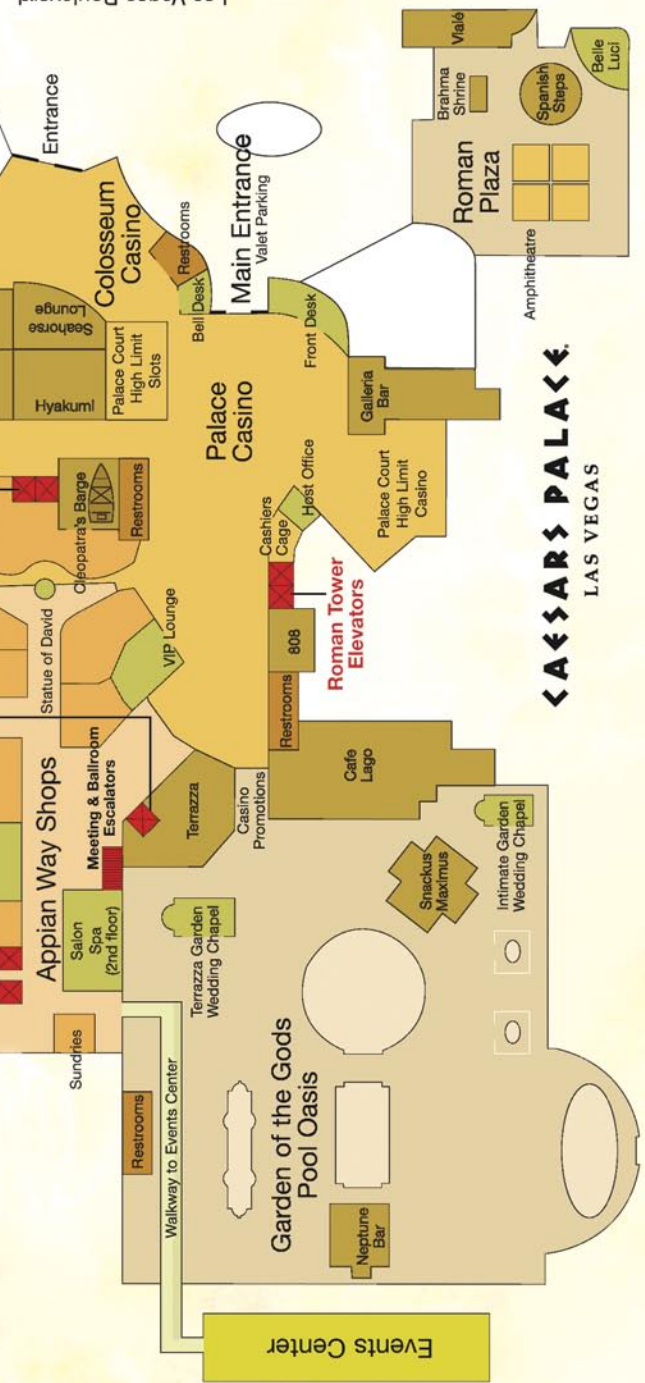 Las Vegas Boulevard
Entrance
Colosseum
Casino
Restrooms
Bell Desk
Main Entrance
Valet Parking
Front Desk
Seahorse
Lounge
Hyakumi
Palace Court
High Limit
Slots
Palace
Casino
Galleria
Bar
Palace Court
High Limit
Casino
Host Office
Cashiers
Cage
Cleopatra's Barge
Restrooms
Statue of David
VIP Lounge
808
Roman Tower
Elevators
Restrooms
Cafe
Lago
Appian Way Shops
Meeting & Ballroom
Escalators
Terrazza
Casino
Promotions
Salon
Spa
(2nd floor)
Sundries
Terrazza Garden
Wedding Chapel
Snackus
Maximus
Intimate Garden
Wedding Chapel
Garden of the Gods
Pool Oasis
Restrooms
Walkway to Events Center
Neptune
Bar
Events Center
Vialé
Brahma
Shrine
Spanish
Steps
Belle
Luci
Roman
Plaza
Amphitheatre
CAESARS PALACE
LAS VEGAS